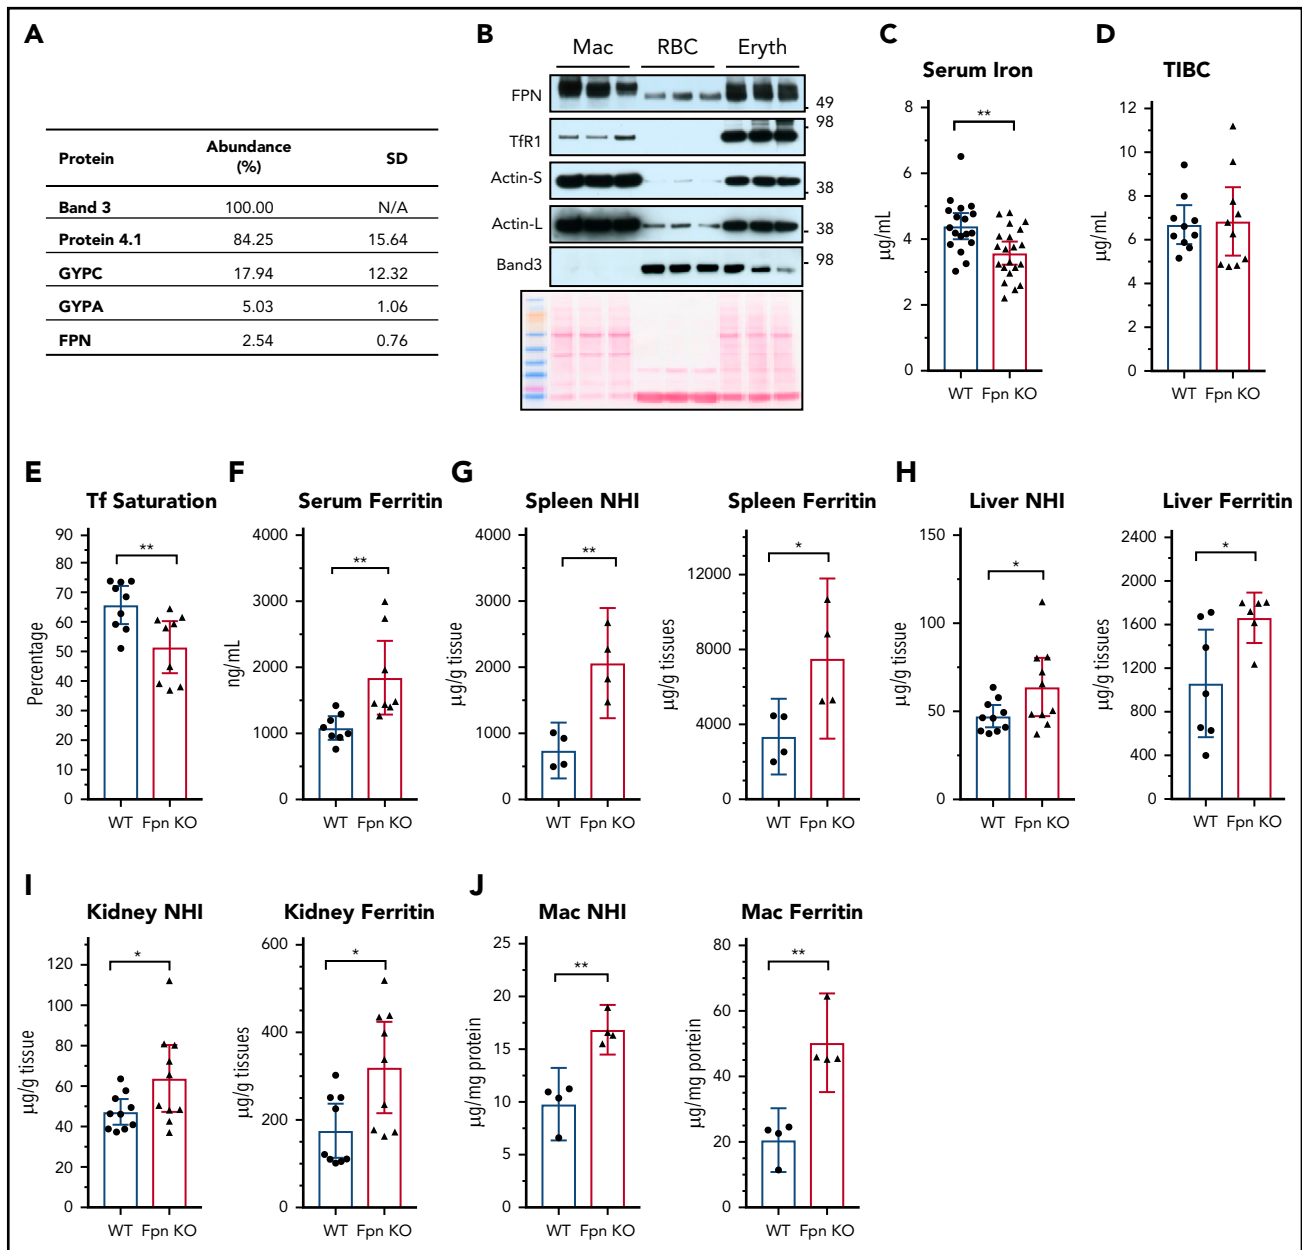 A
Protein Abundance (%) SD
Band 3 100.00 N/A
Protein 4.1 84.25 15.64
GYPC 17.94 12.32
GYPA 5.03 1.06
FPN 2.54 0.76
B
Mac RBC Eryth
FPN
49
98
TfR1
Actin-S
38
Actin-L
38
98
Band3
C
Serum Iron
**
8
6
4
2
0
µg/mL
WT Fpn KO
D
TIBC
12
10
8
6
4
2
0
µg/mL
WT Fpn KO
E
Tf Saturation
**
90
80
70
60
50
40
30
20
10
0
Percentage
WT Fpn KO
F
Serum Ferritin
**
4000
3000
2000
1000
0
ng/mL
WT Fpn KO
G
Spleen NHI
**
4000
3000
2000
1000
0
µg/g tissue
WT Fpn KO
Spleen Ferritin
*
12000
8000
4000
0
µg/g tissues
WT Fpn KO
H
Liver NHI
*
150
100
50
0
µg/g tissue
WT Fpn KO
Liver Ferritin
*
2400
2000
1600
1200
800
400
0
µg/g tissues
WT Fpn KO
I
Kidney NHI
*
120
100
80
60
40
20
0
µg/g tissue
WT Fpn KO
Kidney Ferritin
*
600
400
200
0
µg/g tissues
WT Fpn KO
J
Mac NHI
**
25
20
15
10
5
0
µg/mg protein
WT Fpn KO
Mac Ferritin
**
80
60
40
20
0
µg/mg portein
WT Fpn KO